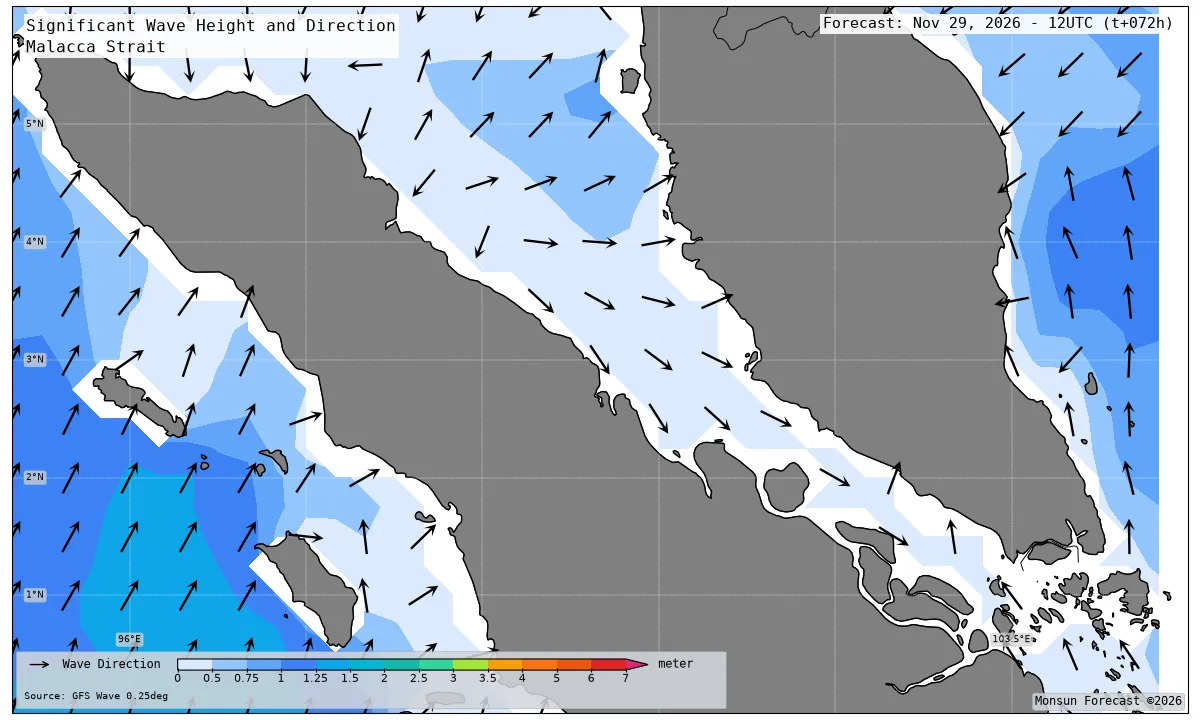 Significant Wave Height and Direction
Malacca Strait
Forecast: Nov 29, 2026 - 12UTC (t+072h)
5°N
4°N
3°N
2°N
1°N
96°E
103.5°E
Wave Direction
meter
0 0.5 0.75 1 1.25 1.5 2 2.5 3 3.5 4 5 6 7
Source: GFS Wave 0.25deg
Monsun Forecast ©2026